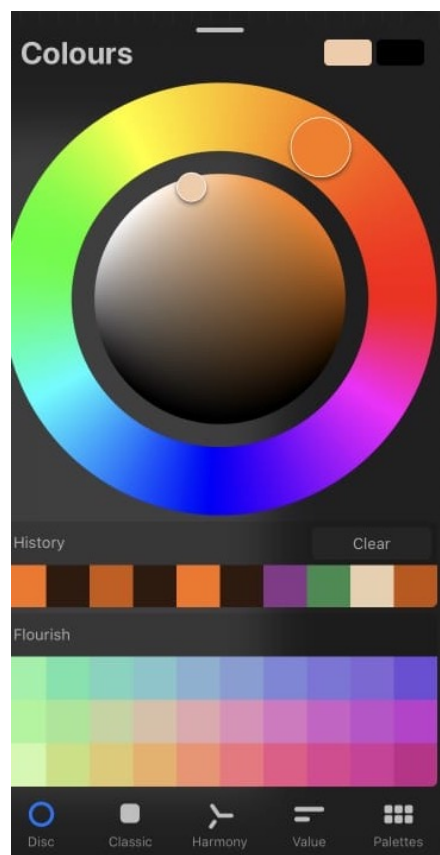 Colours
History
Clear
Flourish
Disc
Classic
Harmony
Value
Palettes